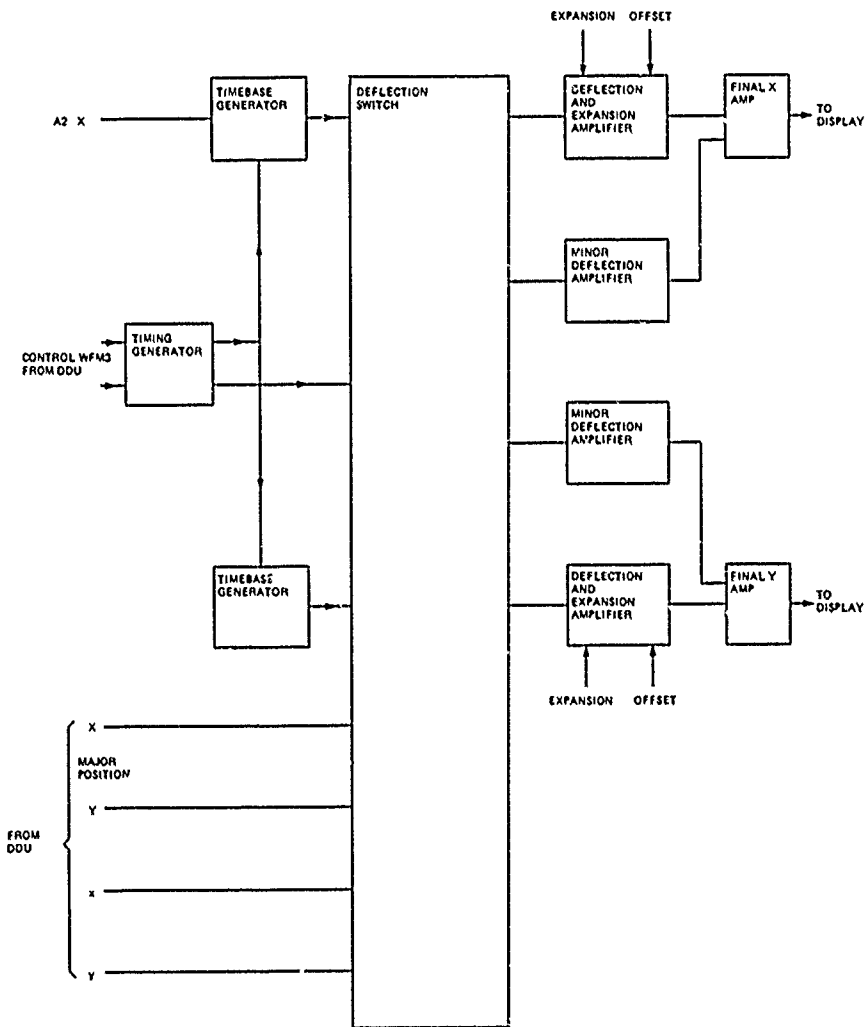 EXPANSION OFFSET
TIMEBASE
GENERATOR
DEFLECTION
SWITCH
DEFLECTION
AND
EXPANSION
AMPLIFIER
FINAL X
AMP
A2 X
TO
DISPLAY
MINOR
DEFLECTION
AMPLIFIER
TIMING
GENERATOR
CONTROL WFM3
FROM DDU
MINOR
DEFLECTION
AMPLIFIER
TIMEBASE
GENERATOR
DEFLECTION
AND
EXPANSION
AMPLIFIER
FINAL Y
AMP
TO
DISPLAY
EXPANSION OFFSET
X
MAJOR
POSITION
Y
FROM
DDU
x
Y